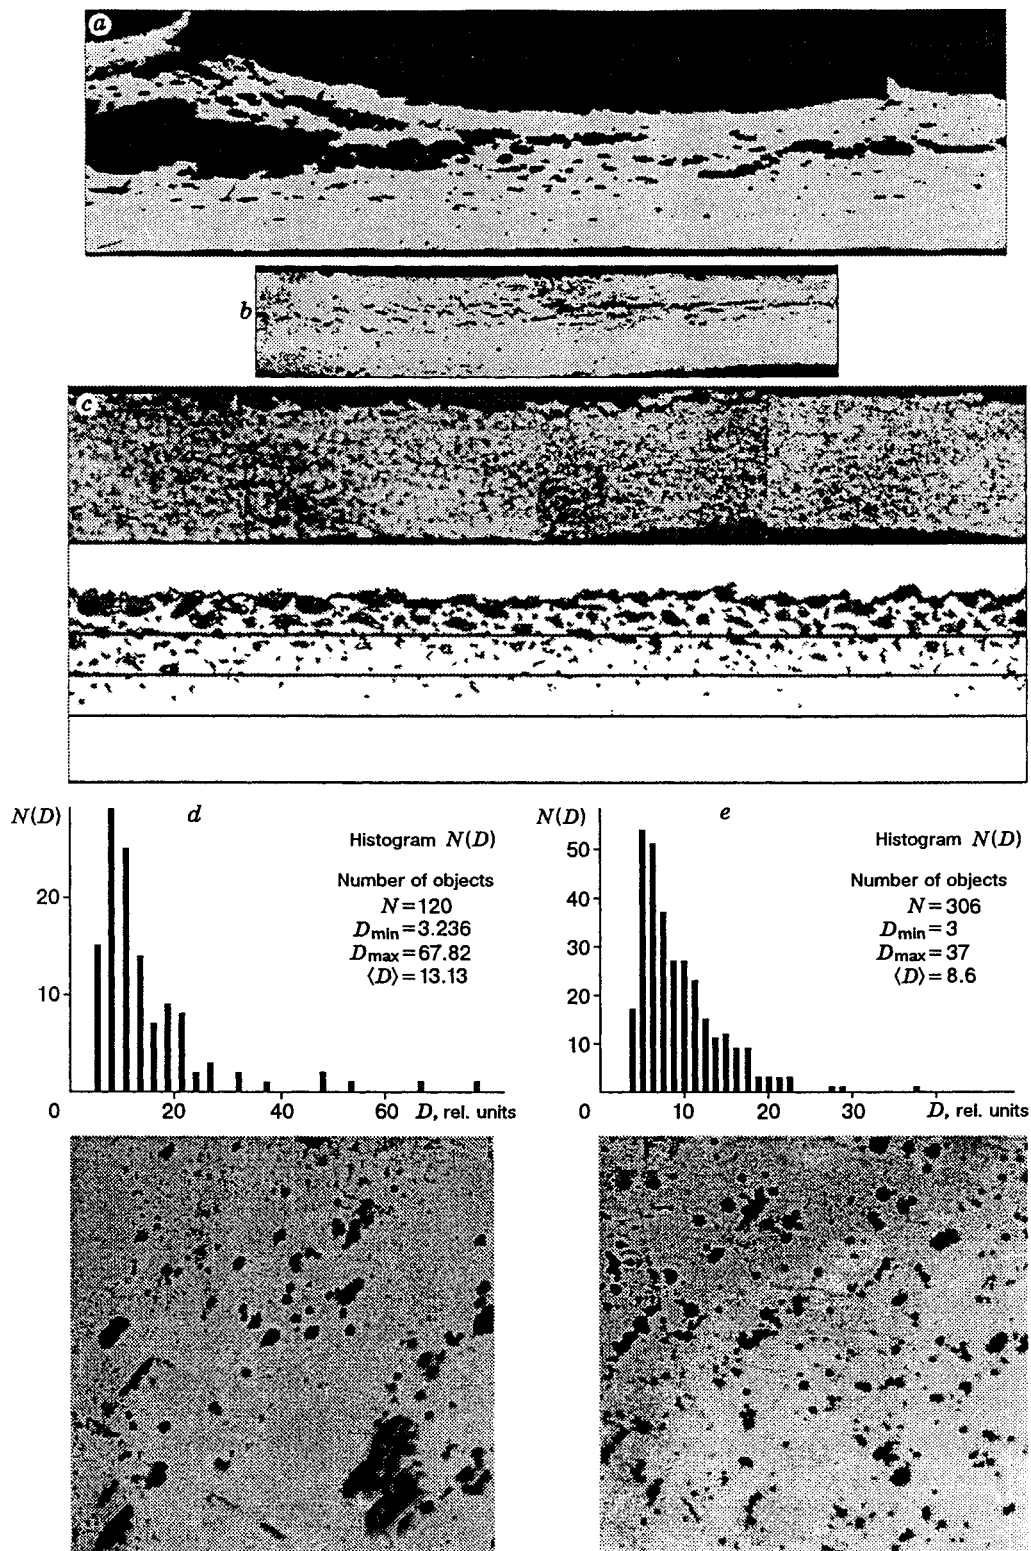 a
b
c
N(D)
d
Histogram N(D)
Number of objects
N=120
Dmin=3.236
Dmax=67.82
⟨D⟩=13.13
20
10
0
20
40
60
D, rel. units
N(D)
e
Histogram N(D)
Number of objects
N=306
Dmin=3
Dmax=37
⟨D⟩=8.6
50
40
30
20
10
0
10
20
30
D, rel. units